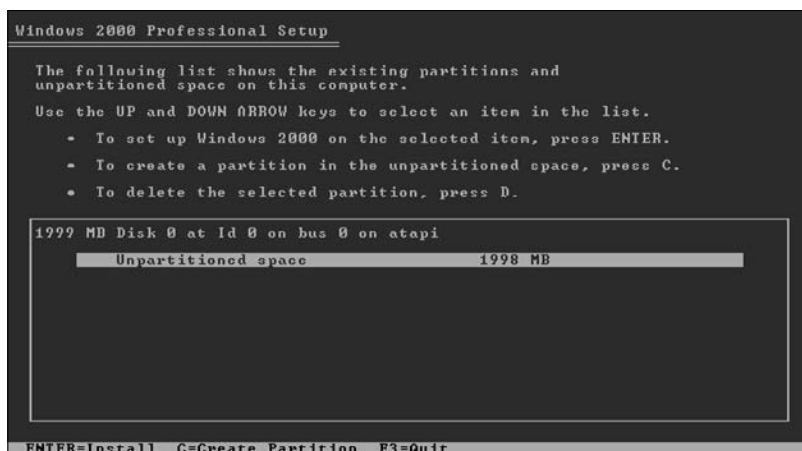 Windows 2000 Professional Setup
The following list shows the existing partitions and
unpartitioned space on this computer.
Use the UP and DOWN ARROW keys to select an item in the list.
• To set up Windows 2000 on the selected item, press ENTER.
• To create a partition in the unpartitioned space, press C.
• To delete the selected partition, press D.
1999 MB Disk 0 at Id 0 on bus 0 on atapi
Unpartitioned space 1998 MB
ENTER=Install C=Create Partition F3=Quit